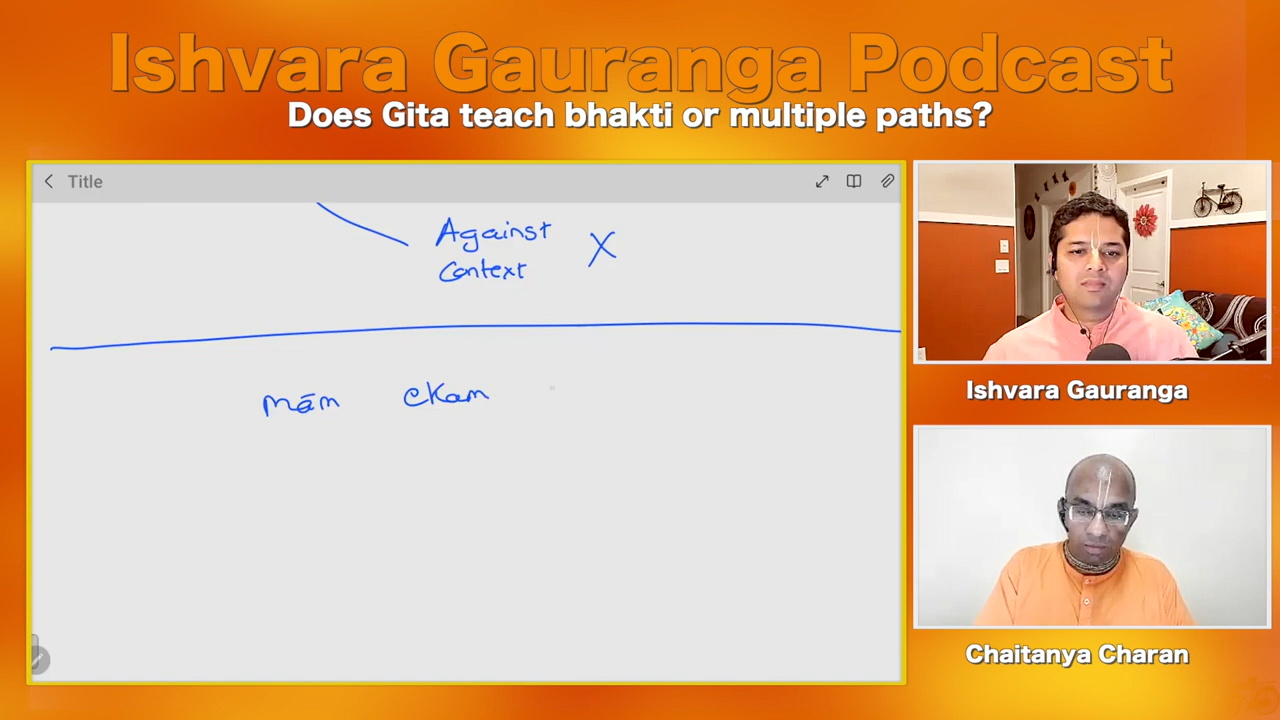 Ishvara Gauranga Podcast
Does Gita teach bhakti or multiple paths?
Title
Against
Context
X
mām ekam
Ishvara Gauranga
Chaitanya Charan